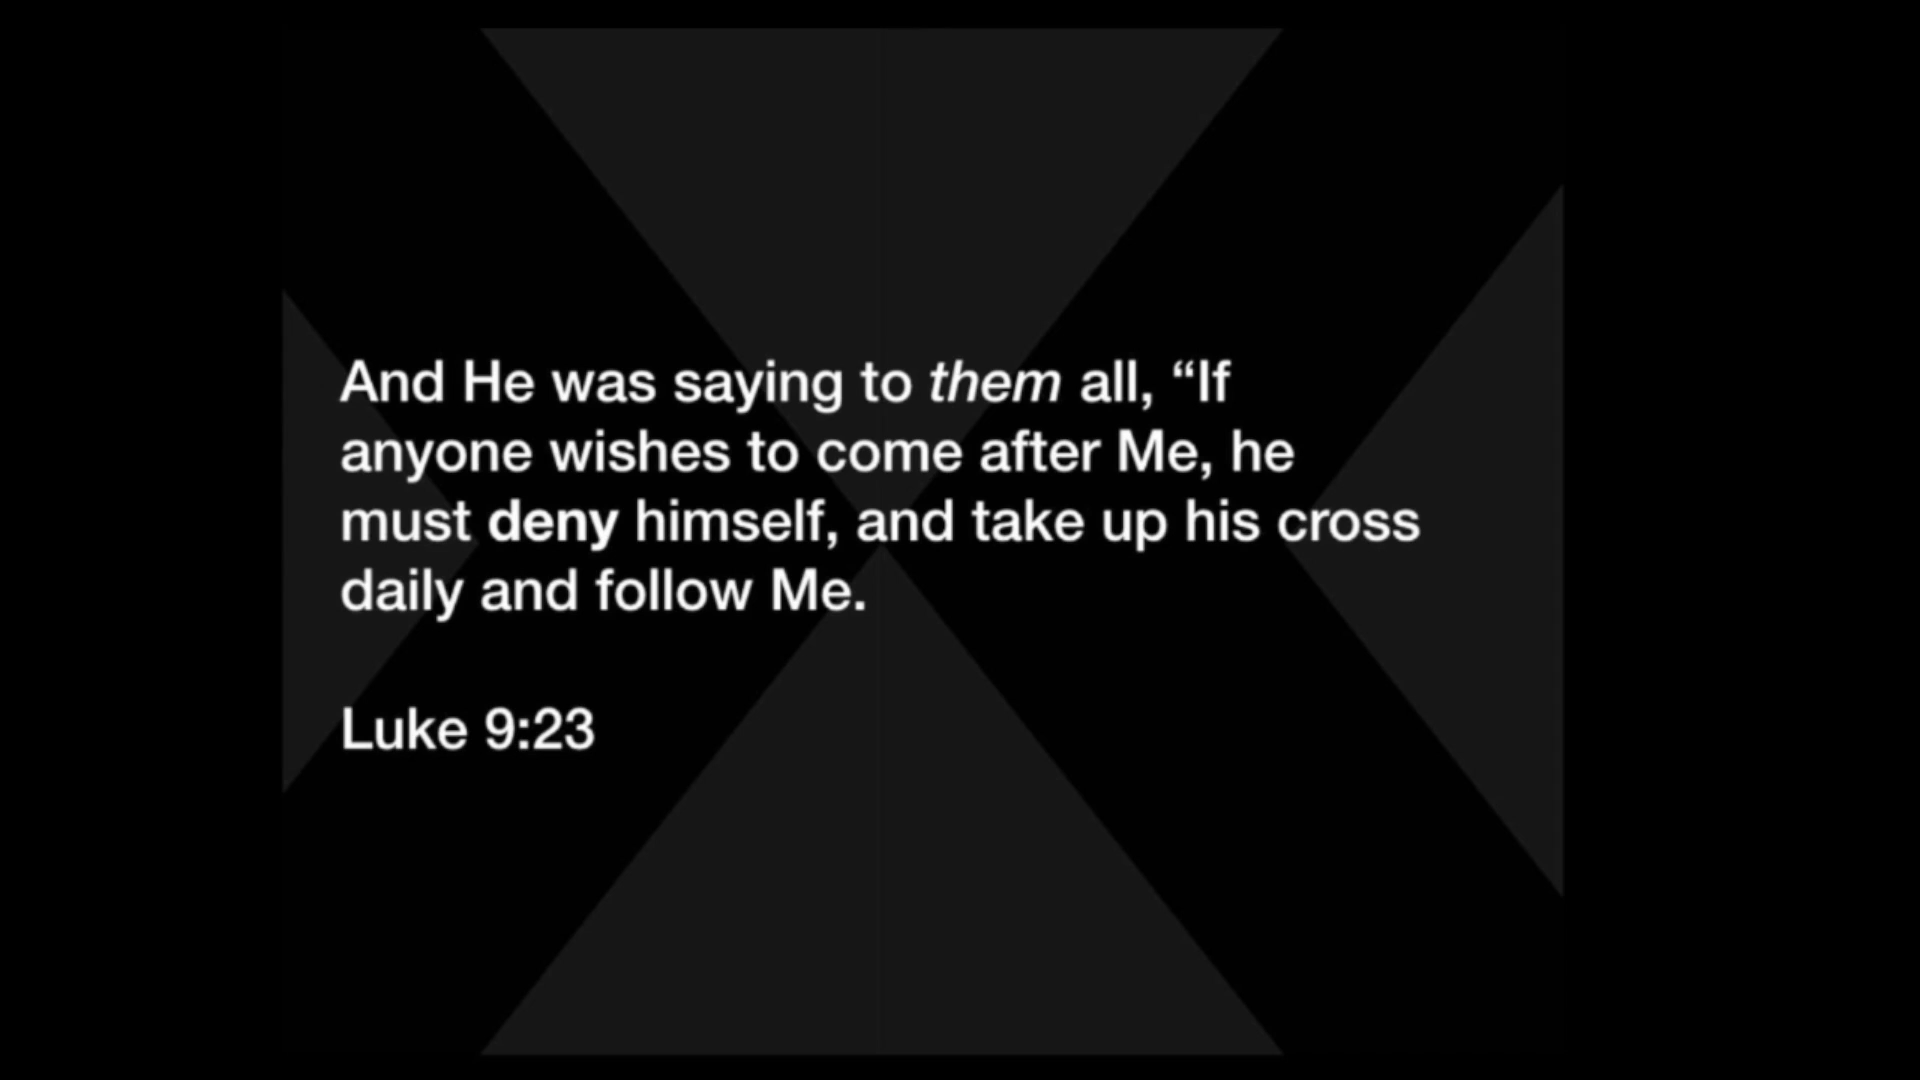 And He was saying to them all, “If
anyone wishes to come after Me, he
must deny himself, and take up his cross
daily and follow Me.
Luke 9:23